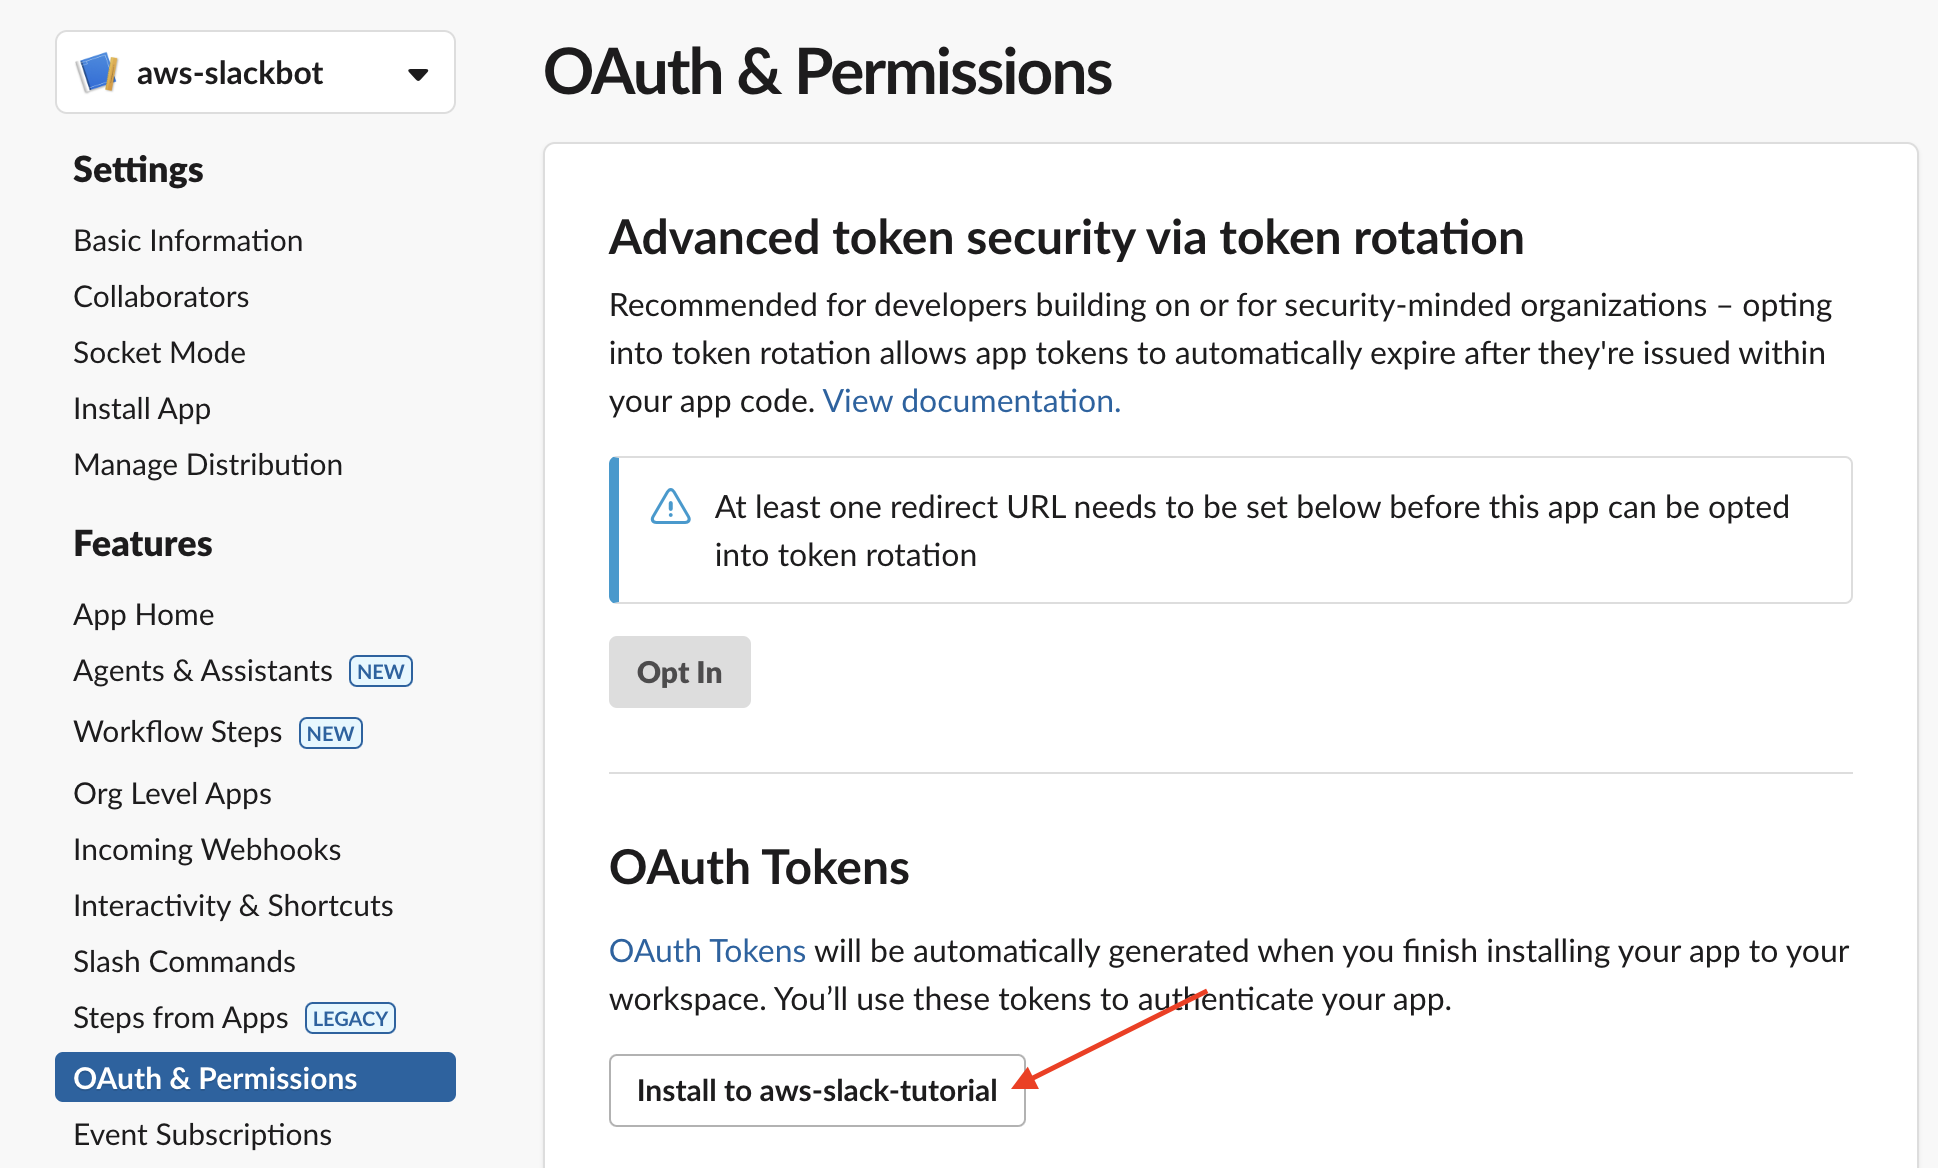 aws-slackbot
Settings
Basic Information
Collaborators
Socket Mode
Install App
Manage Distribution
Features
App Home
Agents & Assistants NEW
Workflow Steps NEW
Org Level Apps
Incoming Webhooks
Interactivity & Shortcuts
Slash Commands
Steps from Apps LEGACY
OAuth & Permissions
Event Subscriptions
OAuth & Permissions
Advanced token security via token rotation
Recommended for developers building on or for security-minded organizations – opting
into token rotation allows app tokens to automatically expire after they're issued within
your app code. View documentation.
At least one redirect URL needs to be set below before this app can be opted
into token rotation
Opt In
OAuth Tokens
OAuth Tokens will be automatically generated when you finish installing your app to your
workspace. You’ll use these tokens to authenticate your app.
Install to aws-slack-tutorial